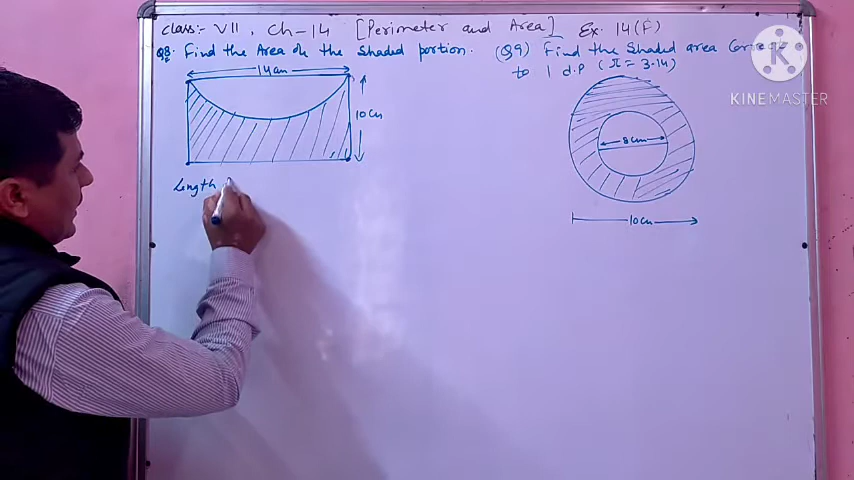 Class:- VII, Ch-14 [Perimeter and Area] Ex. 14(F)
Q8. Find the Area on the shaded portion.
14cm
10cm
Length
(Q9) Find the Shaded area Correct
to 1 d.p (π = 3.14)
8cm
10cm
K
KINEMASTER